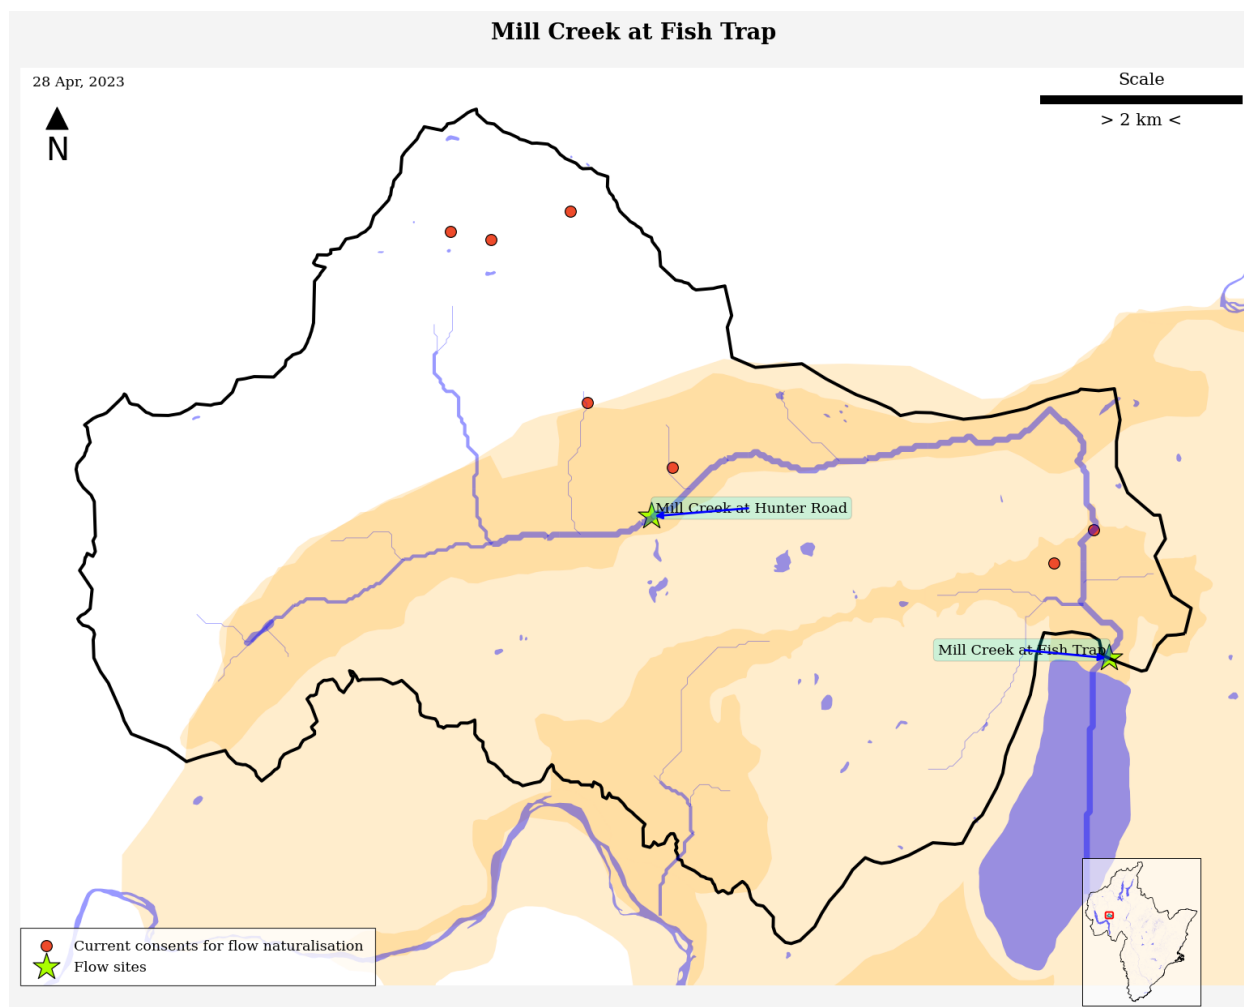 Mill Creek at Fish Trap
28 Apr, 2023
Scale
> 2 km <
N
Mill Creek at Hunter Road
Mill Creek at Fish Trap
Current consents for flow naturalisation
Flow sites